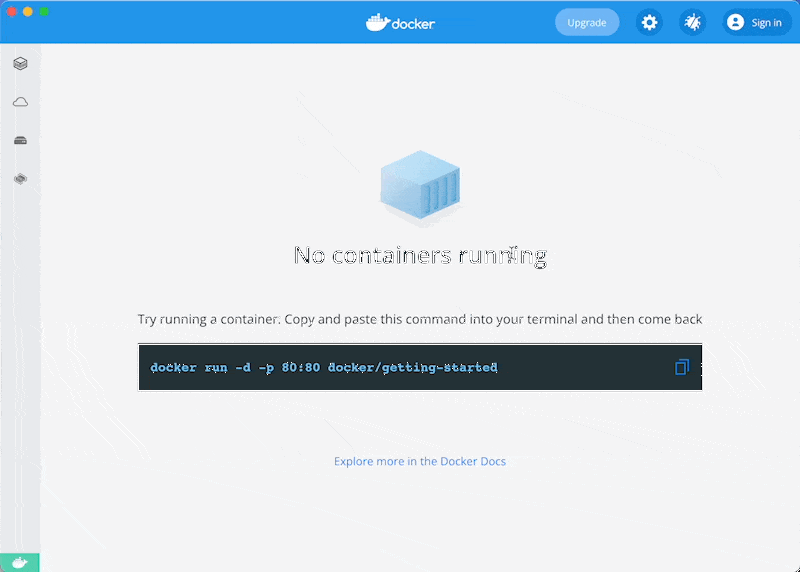 docker
Upgrade
Sign in
No containers running
Try running a container: Copy and paste this command into your terminal and then come back
docker run -d -p 80:80 docker/getting-started
Explore more in the Docker Docs